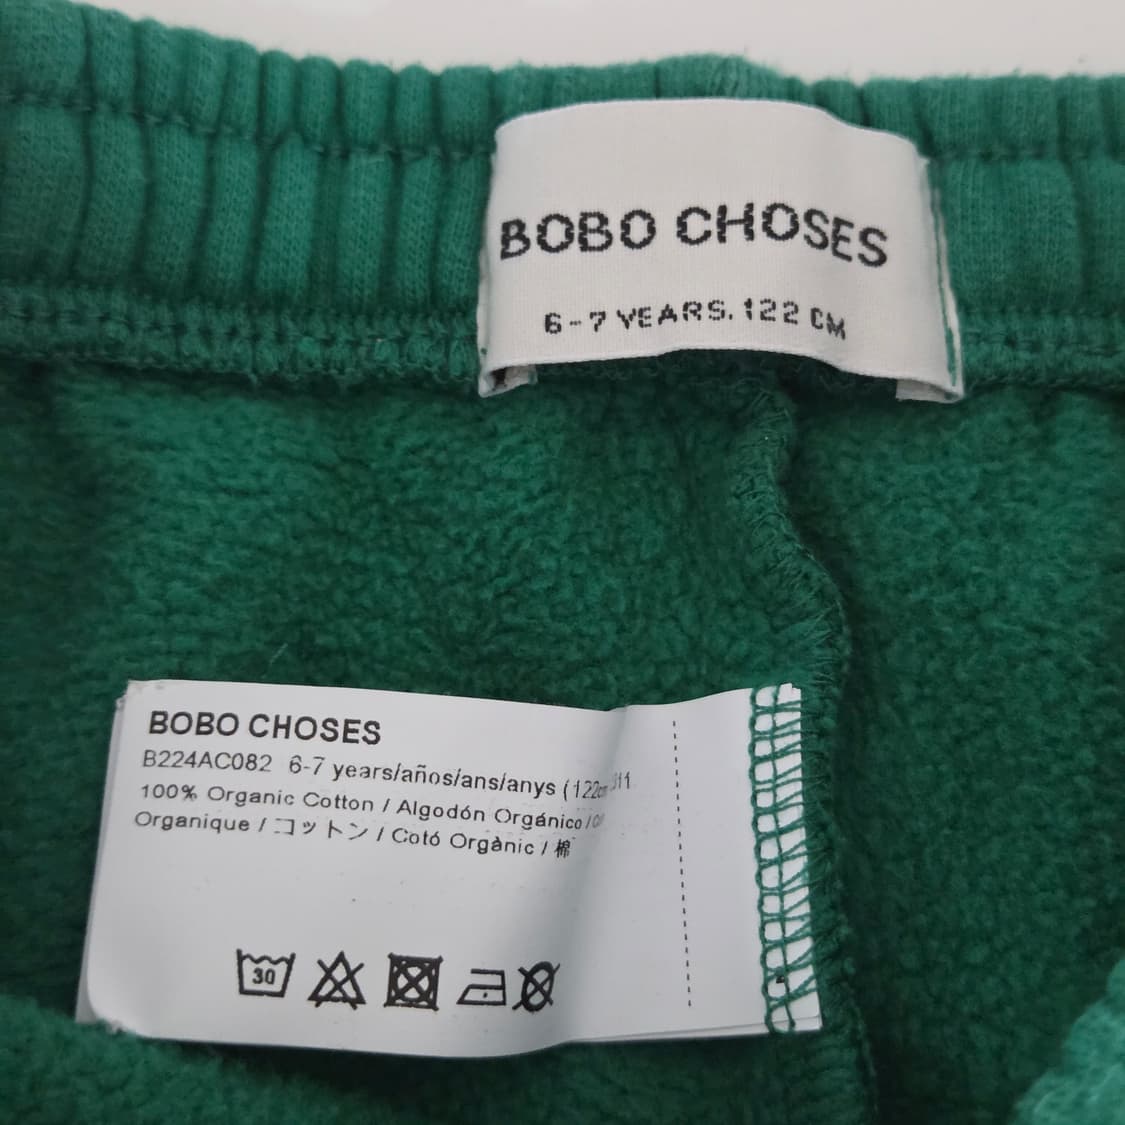 BOBO CHOSES
6-7 YEARS. 122 CM
BOBO CHOSES
B224AC082 6-7 years/años/ans/anys (122cm
100% Organic Cotton / Algodón Orgánico /
Organique / コットン / Cotó Orgànic / 棉
30